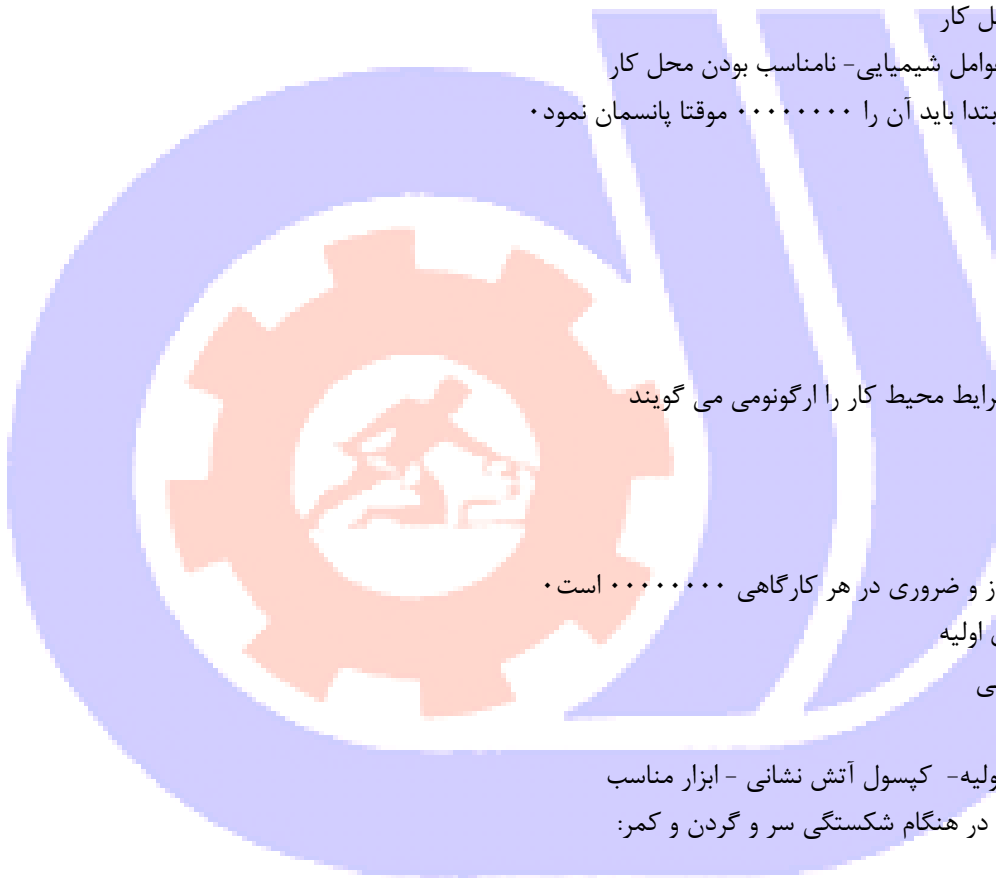 ل کار
وامل شیمیایی- نامناسب بودن محل کار
بتدا باید آن را ۰۰۰۰۰۰۰۰ موقتا پانسمان نمود۰
رایط محیط کار را ارگونومی می گویند
ز و ضروری در هر کارگاهی ۰۰۰۰۰۰۰۰ است۰
اولیه
ی
ولیه- کپسول آتش نشانی - ابزار مناسب
در هنگام شکستگی سر و گردن و کمر: